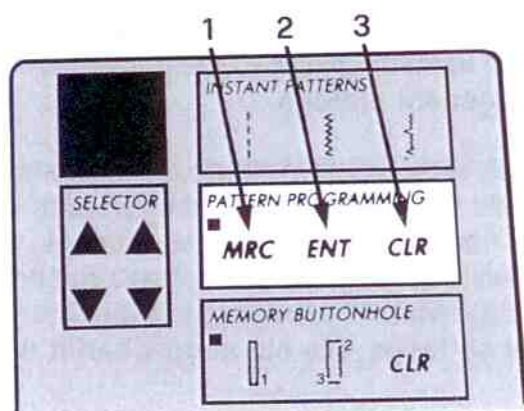 1 2 3
INSTANT PATTERNS
SELECTOR
PATTERN PROGRAMMING
MRC ENT CLR
MEMORY BUTTONHOLE
1 3 2 CLR